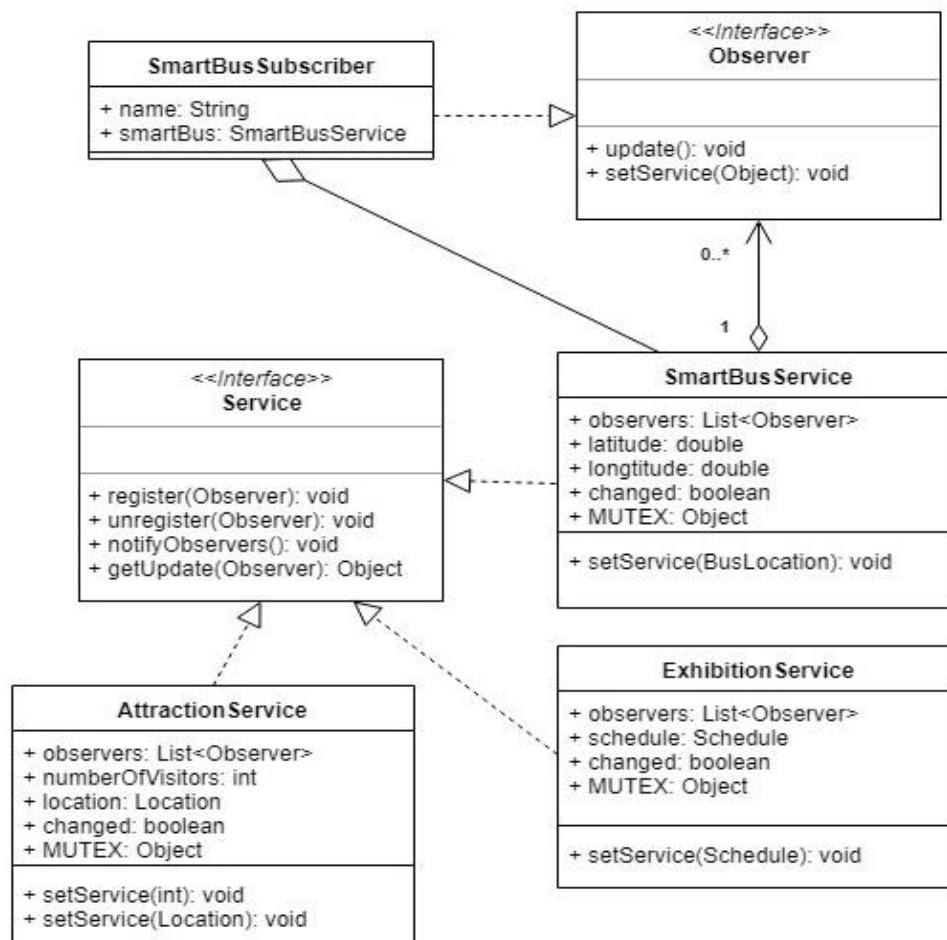 SmartBusSubscriber
+ name: String
+ smartBus: SmartBusService
<<Interface>>
Observer
+ update(): void
+ setService(Object): void
0..*
1
<<Interface>>
Service
+ register(Observer): void
+ unregister(Observer): void
+ notifyObservers(): void
+ getUpdate(Observer): Object
SmartBusService
+ observers: List<Observer>
+ latitude: double
+ longtitude: double
+ changed: boolean
+ MUTEX: Object
+ setService(BusLocation): void
AttractionService
+ observers: List<Observer>
+ numberOfVisitors: int
+ location: Location
+ changed: boolean
+ MUTEX: Object
+ setService(int): void
+ setService(Location): void
ExhibitionService
+ observers: List<Observer>
+ schedule: Schedule
+ changed: boolean
+ MUTEX: Object
+ setService(Schedule): void